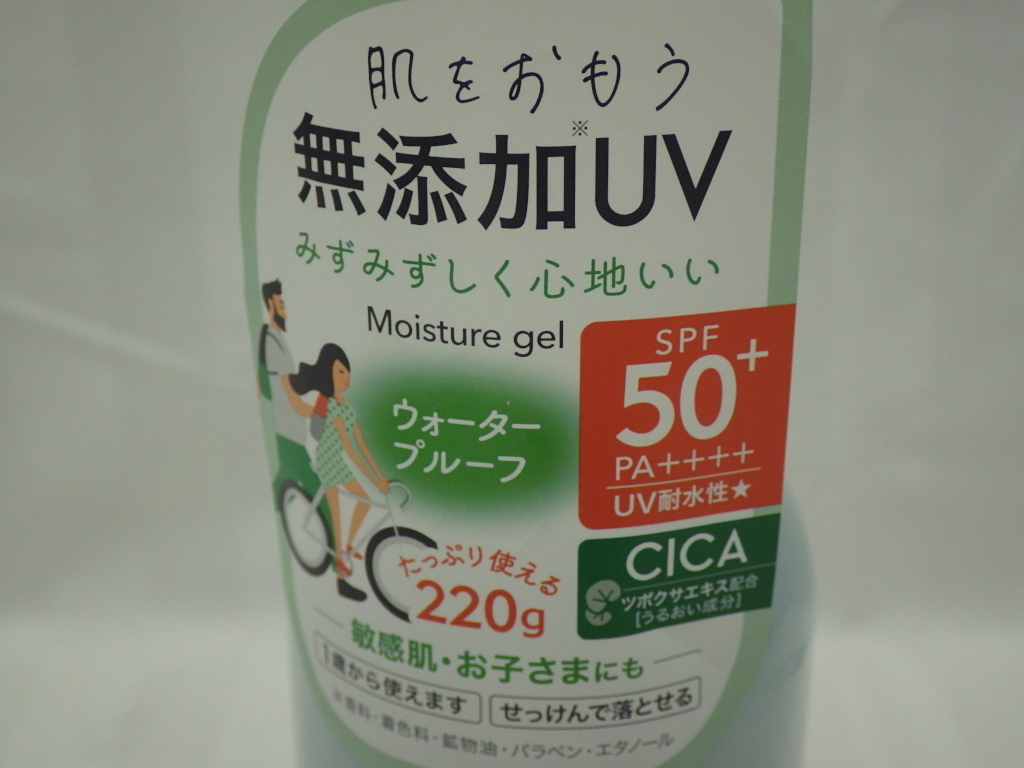 肌をおもう
無添加※UV
みずみずしく心地いい
Moisture gel
ウォーター
プルーフ
SPF
50+
PA++++
UV耐水性★
CICA
ツボクサエキス配合
[うるおい成分]
たっぷり使える
220g
敏感肌・お子さまにも
1歳から使えます
せっけんで落とせる
香料・着色料・鉱物油・パラベン・エタノール